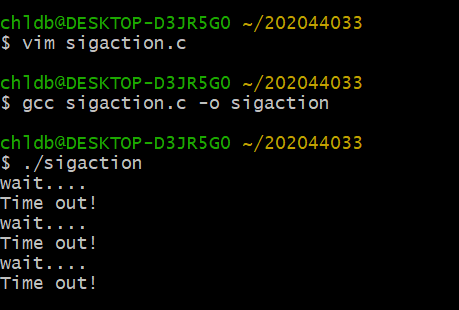 chldb@DESKTOP-D3JR5G0 ~/202044033
$ vim sigaction.c
chldb@DESKTOP-D3JR5G0 ~/202044033
$ gcc sigaction.c -o sigaction
chldb@DESKTOP-D3JR5G0 ~/202044033
$ ./sigaction
wait....
Time out!
wait....
Time out!
wait....
Time out!